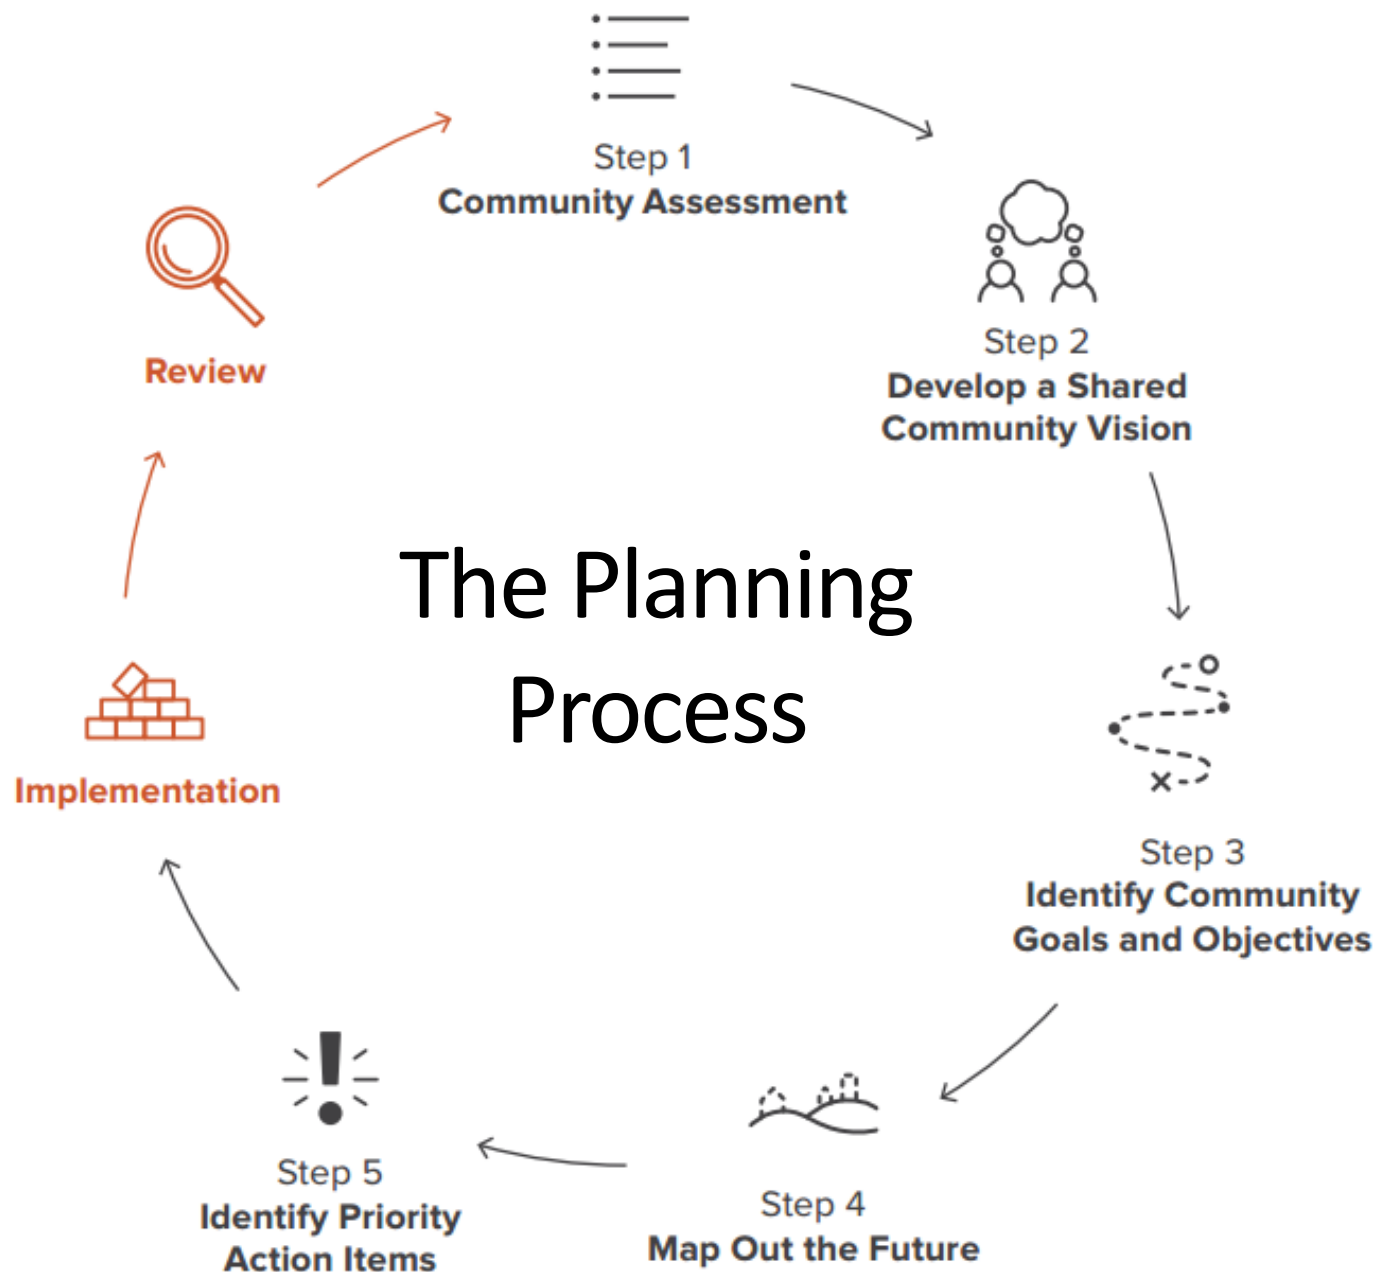 Step 1
Community Assessment
Step 2
Develop a Shared
Community Vision
Step 3
Identify Community
Goals and Objectives
Step 4
Map Out the Future
Step 5
Identify Priority
Action Items
Implementation
Review
The Planning
Process